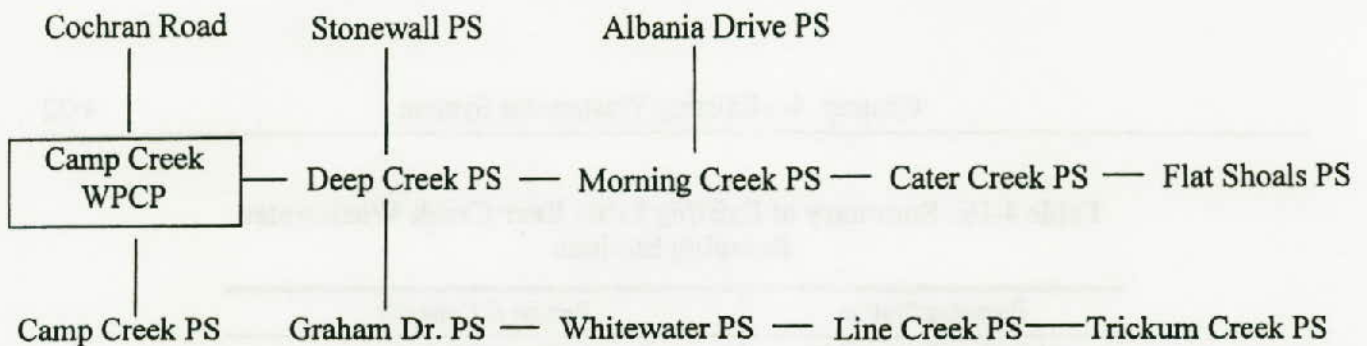 Cochran Road Stonewall PS Albania Drive PS
Camp Creek
WPCP
Deep Creek PS Morning Creek PS Cater Creek PS Flat Shoals PS
Camp Creek PS Graham Dr. PS Whitewater PS Line Creek PS Trickum Creek PS